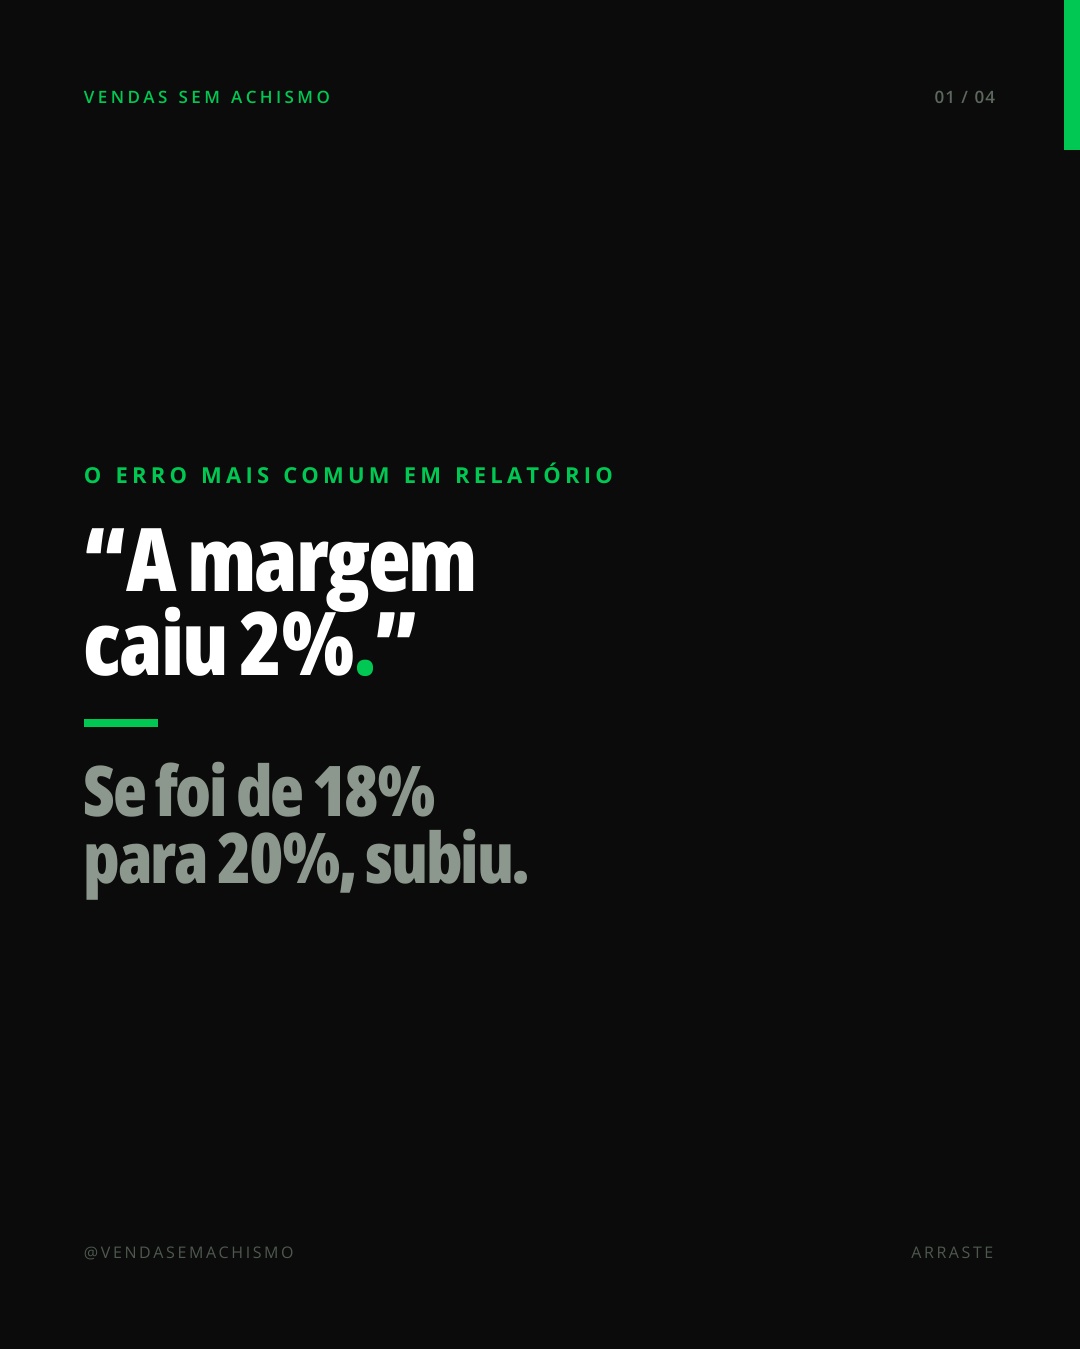 VENDAS SEM ACHISMO
01 / 04
O ERRO MAIS COMUM EM RELATÓRIO
“A margem
caiu 2%.”
Se foi de 18%
para 20%, subiu.
@VENDASEMACHISMO
ARRASTE